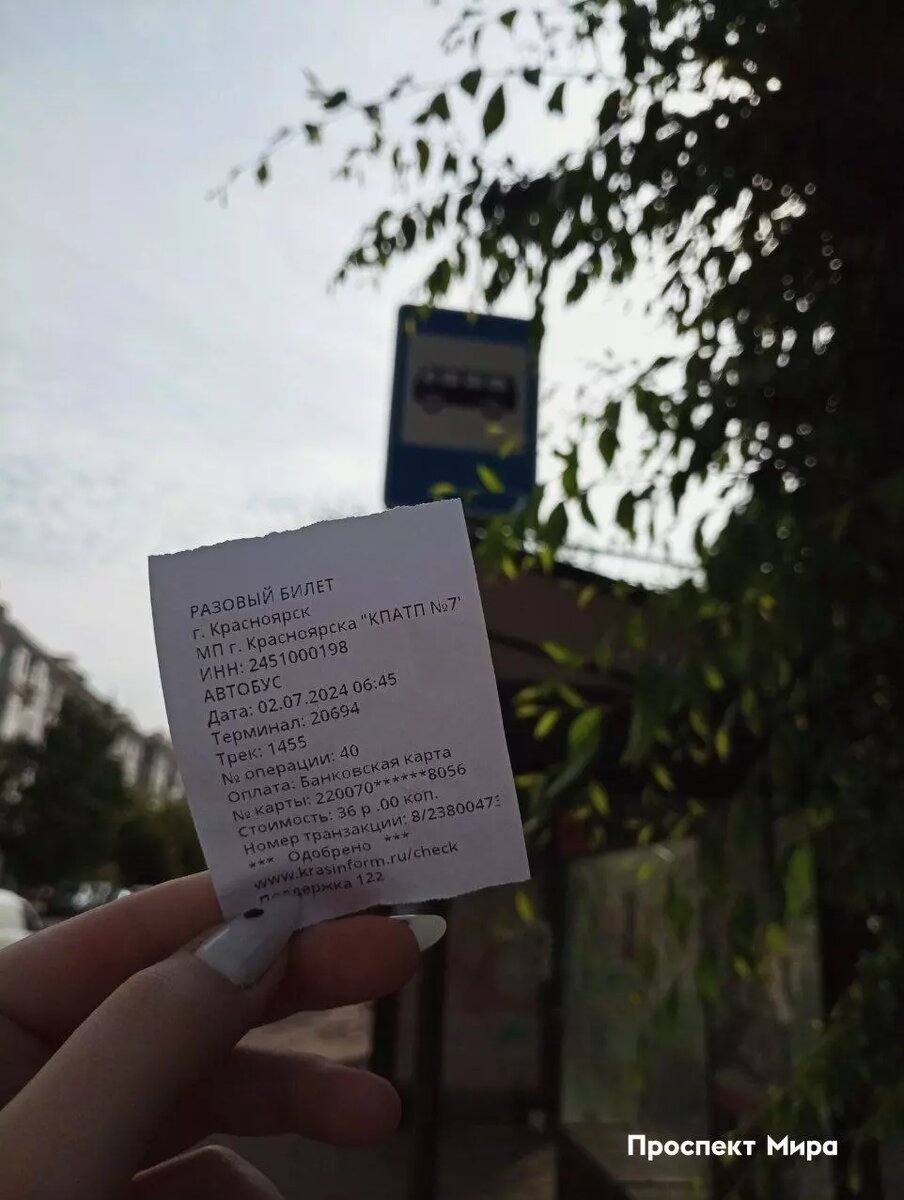 РАЗОВЫЙ БИЛЕТ
г. Красноярск
МП г. Красноярска "КПАТП №7"
ИНН: 2451000198
АВТОБУС
Дата: 02.07.2024 06:45
Терминал: 20694
Трек: 1455
№ операции: 40
Оплата: Банковская карта
№ карты: 220070******8056
Стоимость: 36 р .00 коп.
Номер транзакции: 8/23800473
*** Одобрено ***
www.krasinform.ru/check
поддержка 122
Проспект Мира